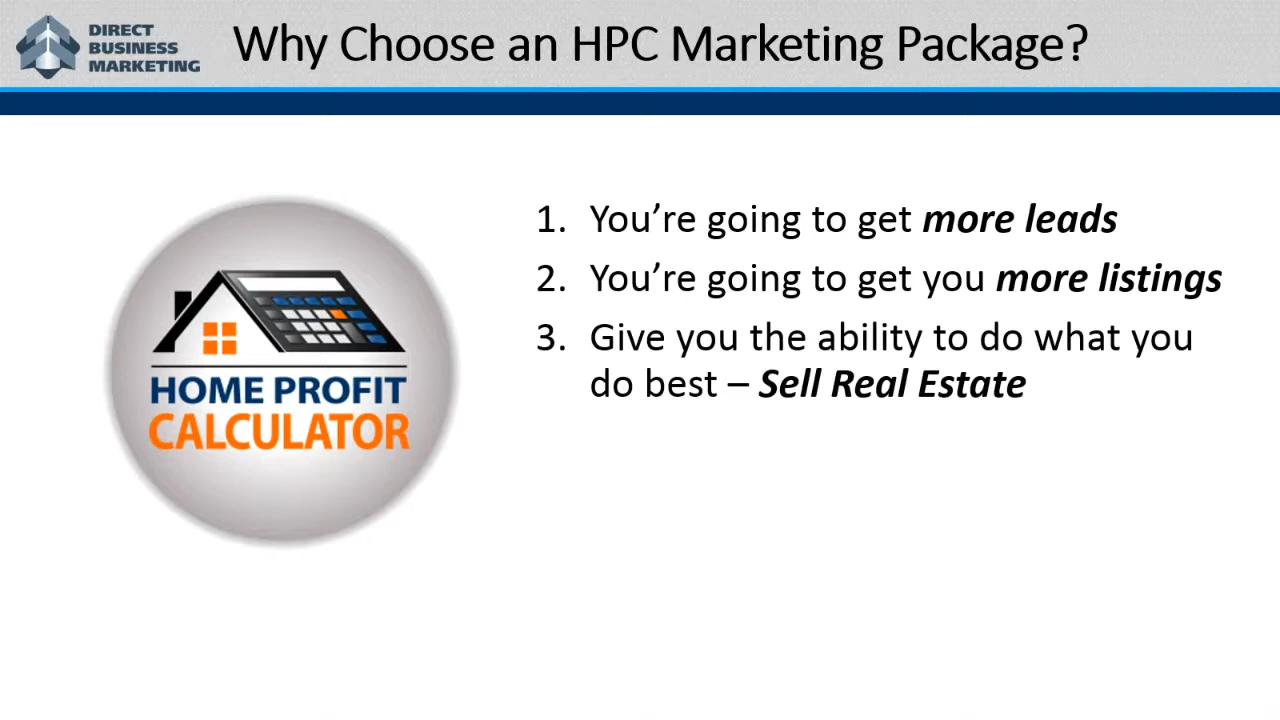 DIRECT
BUSINESS
MARKETING
Why Choose an HPC Marketing Package?
HOME PROFIT
CALCULATOR
1. You’re going to get more leads
2. You’re going to get you more listings
3. Give you the ability to do what you
do best – Sell Real Estate